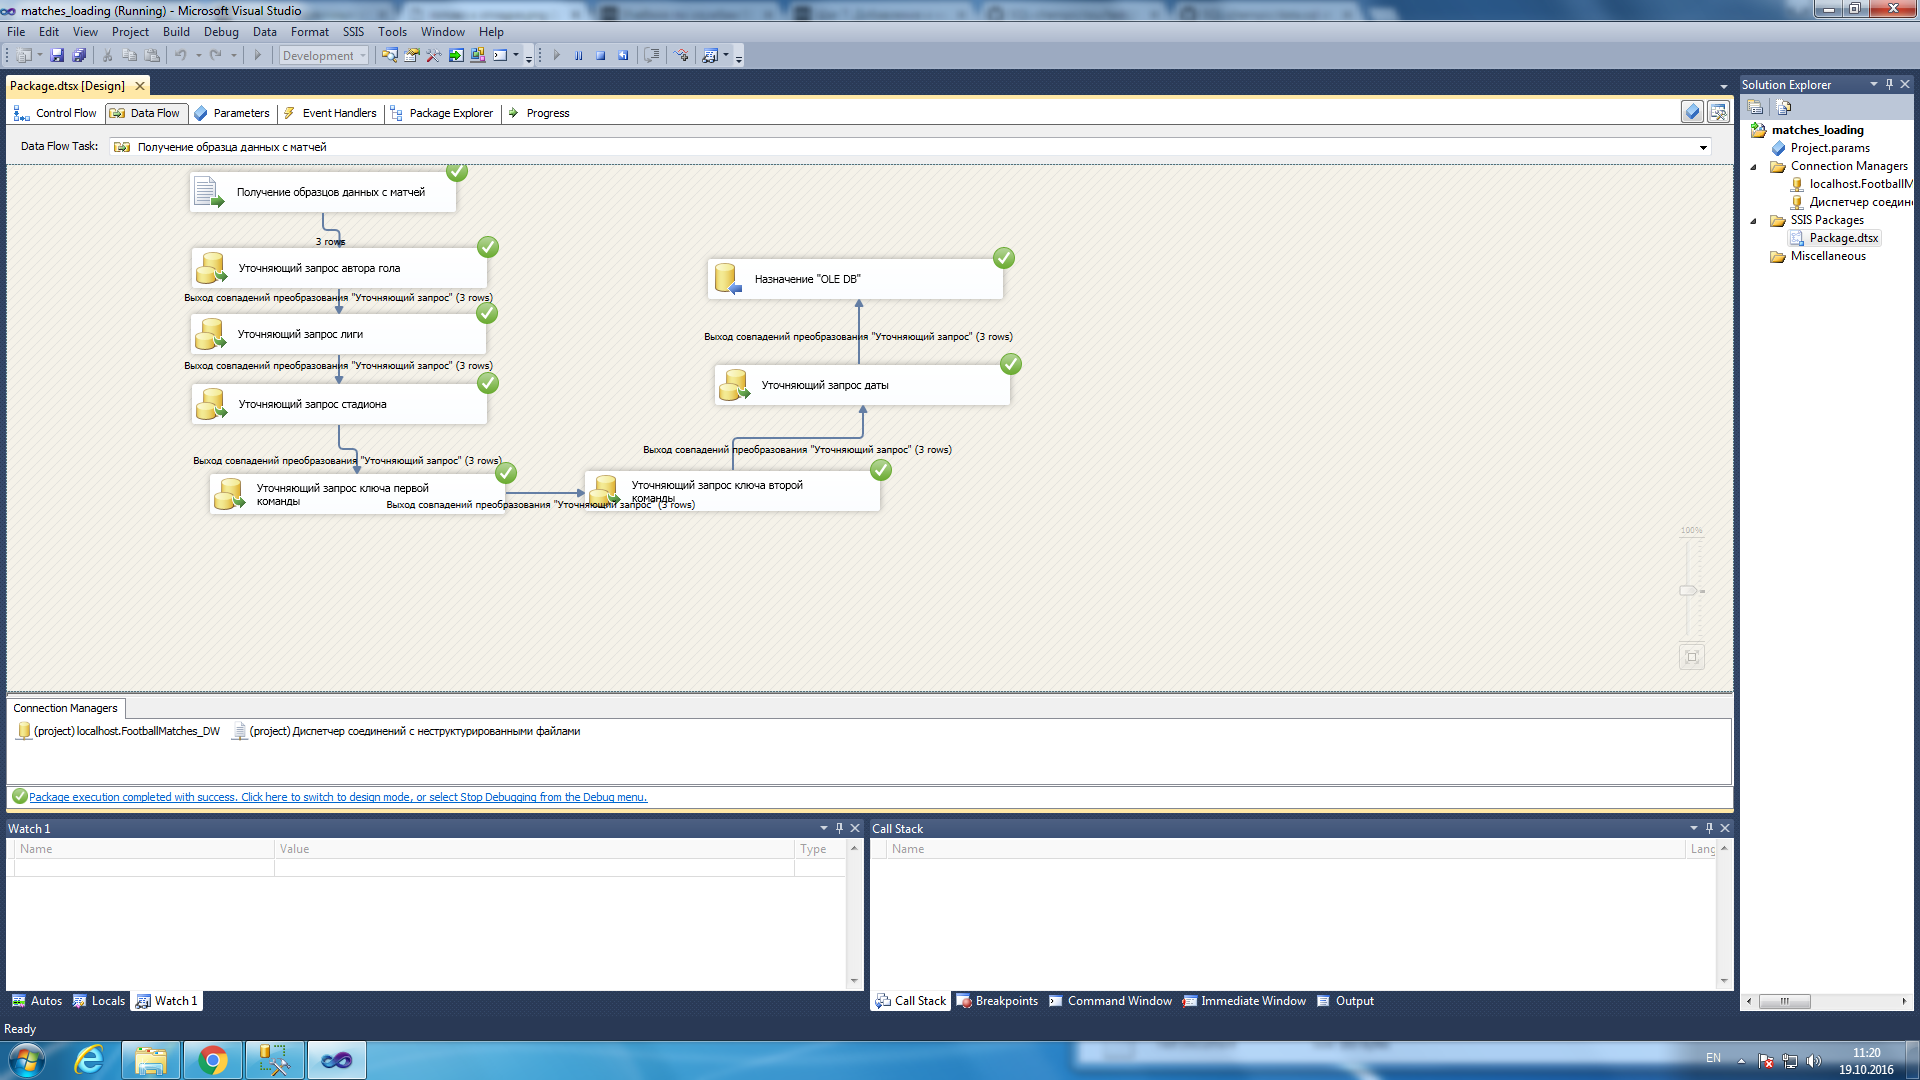 matches_loading (Running) - Microsoft Visual Studio
File Edit View Project Build Debug Data Format SSIS Tools Window Help
Development
Package.dtsx [Design]
Control Flow Data Flow Parameters Event Handlers Package Explorer Progress
Data Flow Task: Получение образца данных с матчей
Получение образцов данных с матчей
3 rows
Уточняющий запрос автора гола
Выход совпадений преобразования "Уточняющий запрос" (3 rows)
Уточняющий запрос лиги
Выход совпадений преобразования "Уточняющий запрос" (3 rows)
Уточняющий запрос стадиона
Выход совпадений преобразования "Уточняющий запрос" (3 rows)
Уточняющий запрос ключа первой
команды
Выход совпадений преобразования "Уточняющий запрос" (3 rows)
Уточняющий запрос ключа второй
команды
Выход совпадений преобразования "Уточняющий запрос" (3 rows)
Уточняющий запрос даты
Выход совпадений преобразования "Уточняющий запрос" (3 rows)
Назначение "OLE DB"
100%
Connection Managers
(project) localhost.FootballMatches_DW (project) Диспетчер соединений с неструктурированными файлами
Package execution completed with success. Click here to switch to design mode, or select Stop Debugging from the Debug menu.
Watch 1
Name Value Type
Autos Locals Watch 1
Call Stack
Name Lang
Call Stack Breakpoints Command Window Immediate Window Output
Solution Explorer
matches_loading
Project.params
Connection Managers
localhost.FootballM
Диспетчер соедин
SSIS Packages
Package.dtsx
Miscellaneous
Ready
EN
11:20
19.10.2016